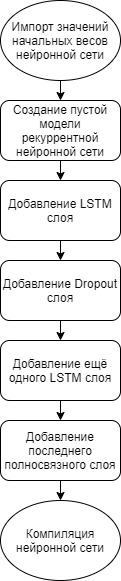 Импорт значений
начальных весов
нейронной сети
Создание пустой
модели
рекуррентной
нейронной сети
Добавление LSTM
слоя
Добавление Dropout
слоя
Добавление ещё
одного LSTM слоя
Добавление
последнего
полносвязного слоя
Компиляция
нейронной сети